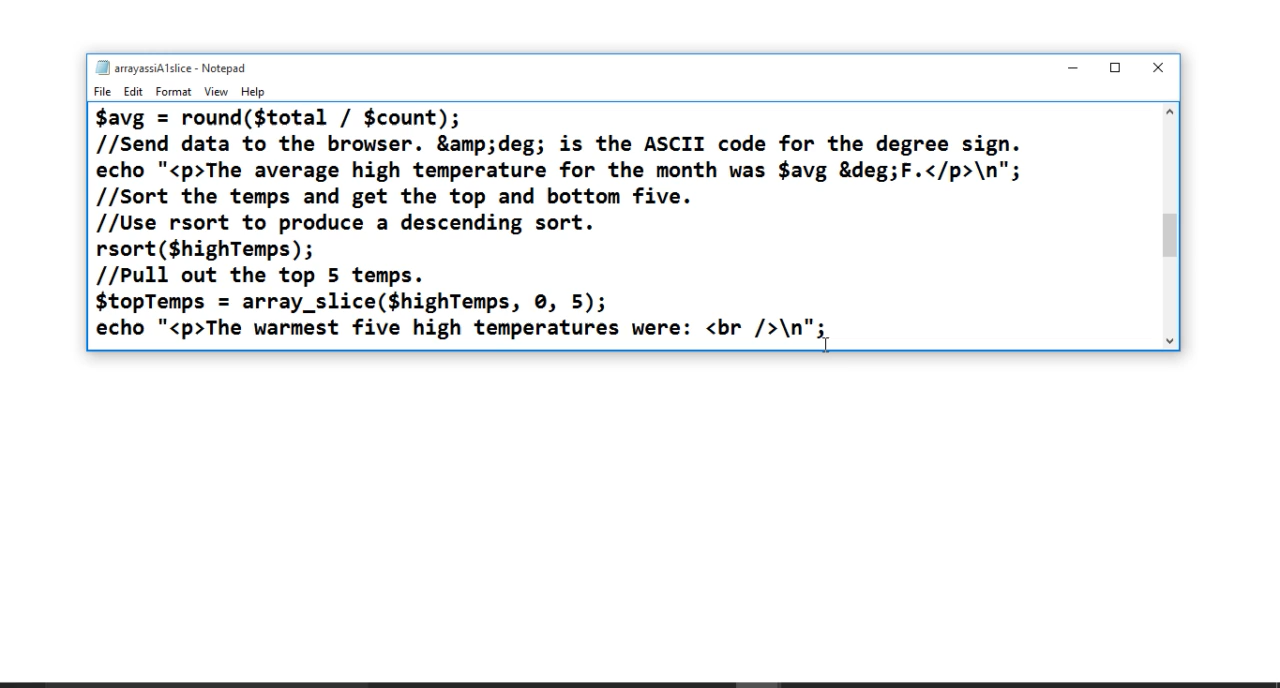 arrayassiA1slice - Notepad
File Edit Format View Help
$avg = round($total / $count);
//Send data to the browser. &amp;deg; is the ASCII code for the degree sign.
echo "<p>The average high temperature for the month was $avg &deg;F.</p>\n";
//Sort the temps and get the top and bottom five.
//Use rsort to produce a descending sort.
rsort($highTemps);
//Pull out the top 5 temps.
$topTemps = array_slice($highTemps, 0, 5);
echo "<p>The warmest five high temperatures were: <br />\n";